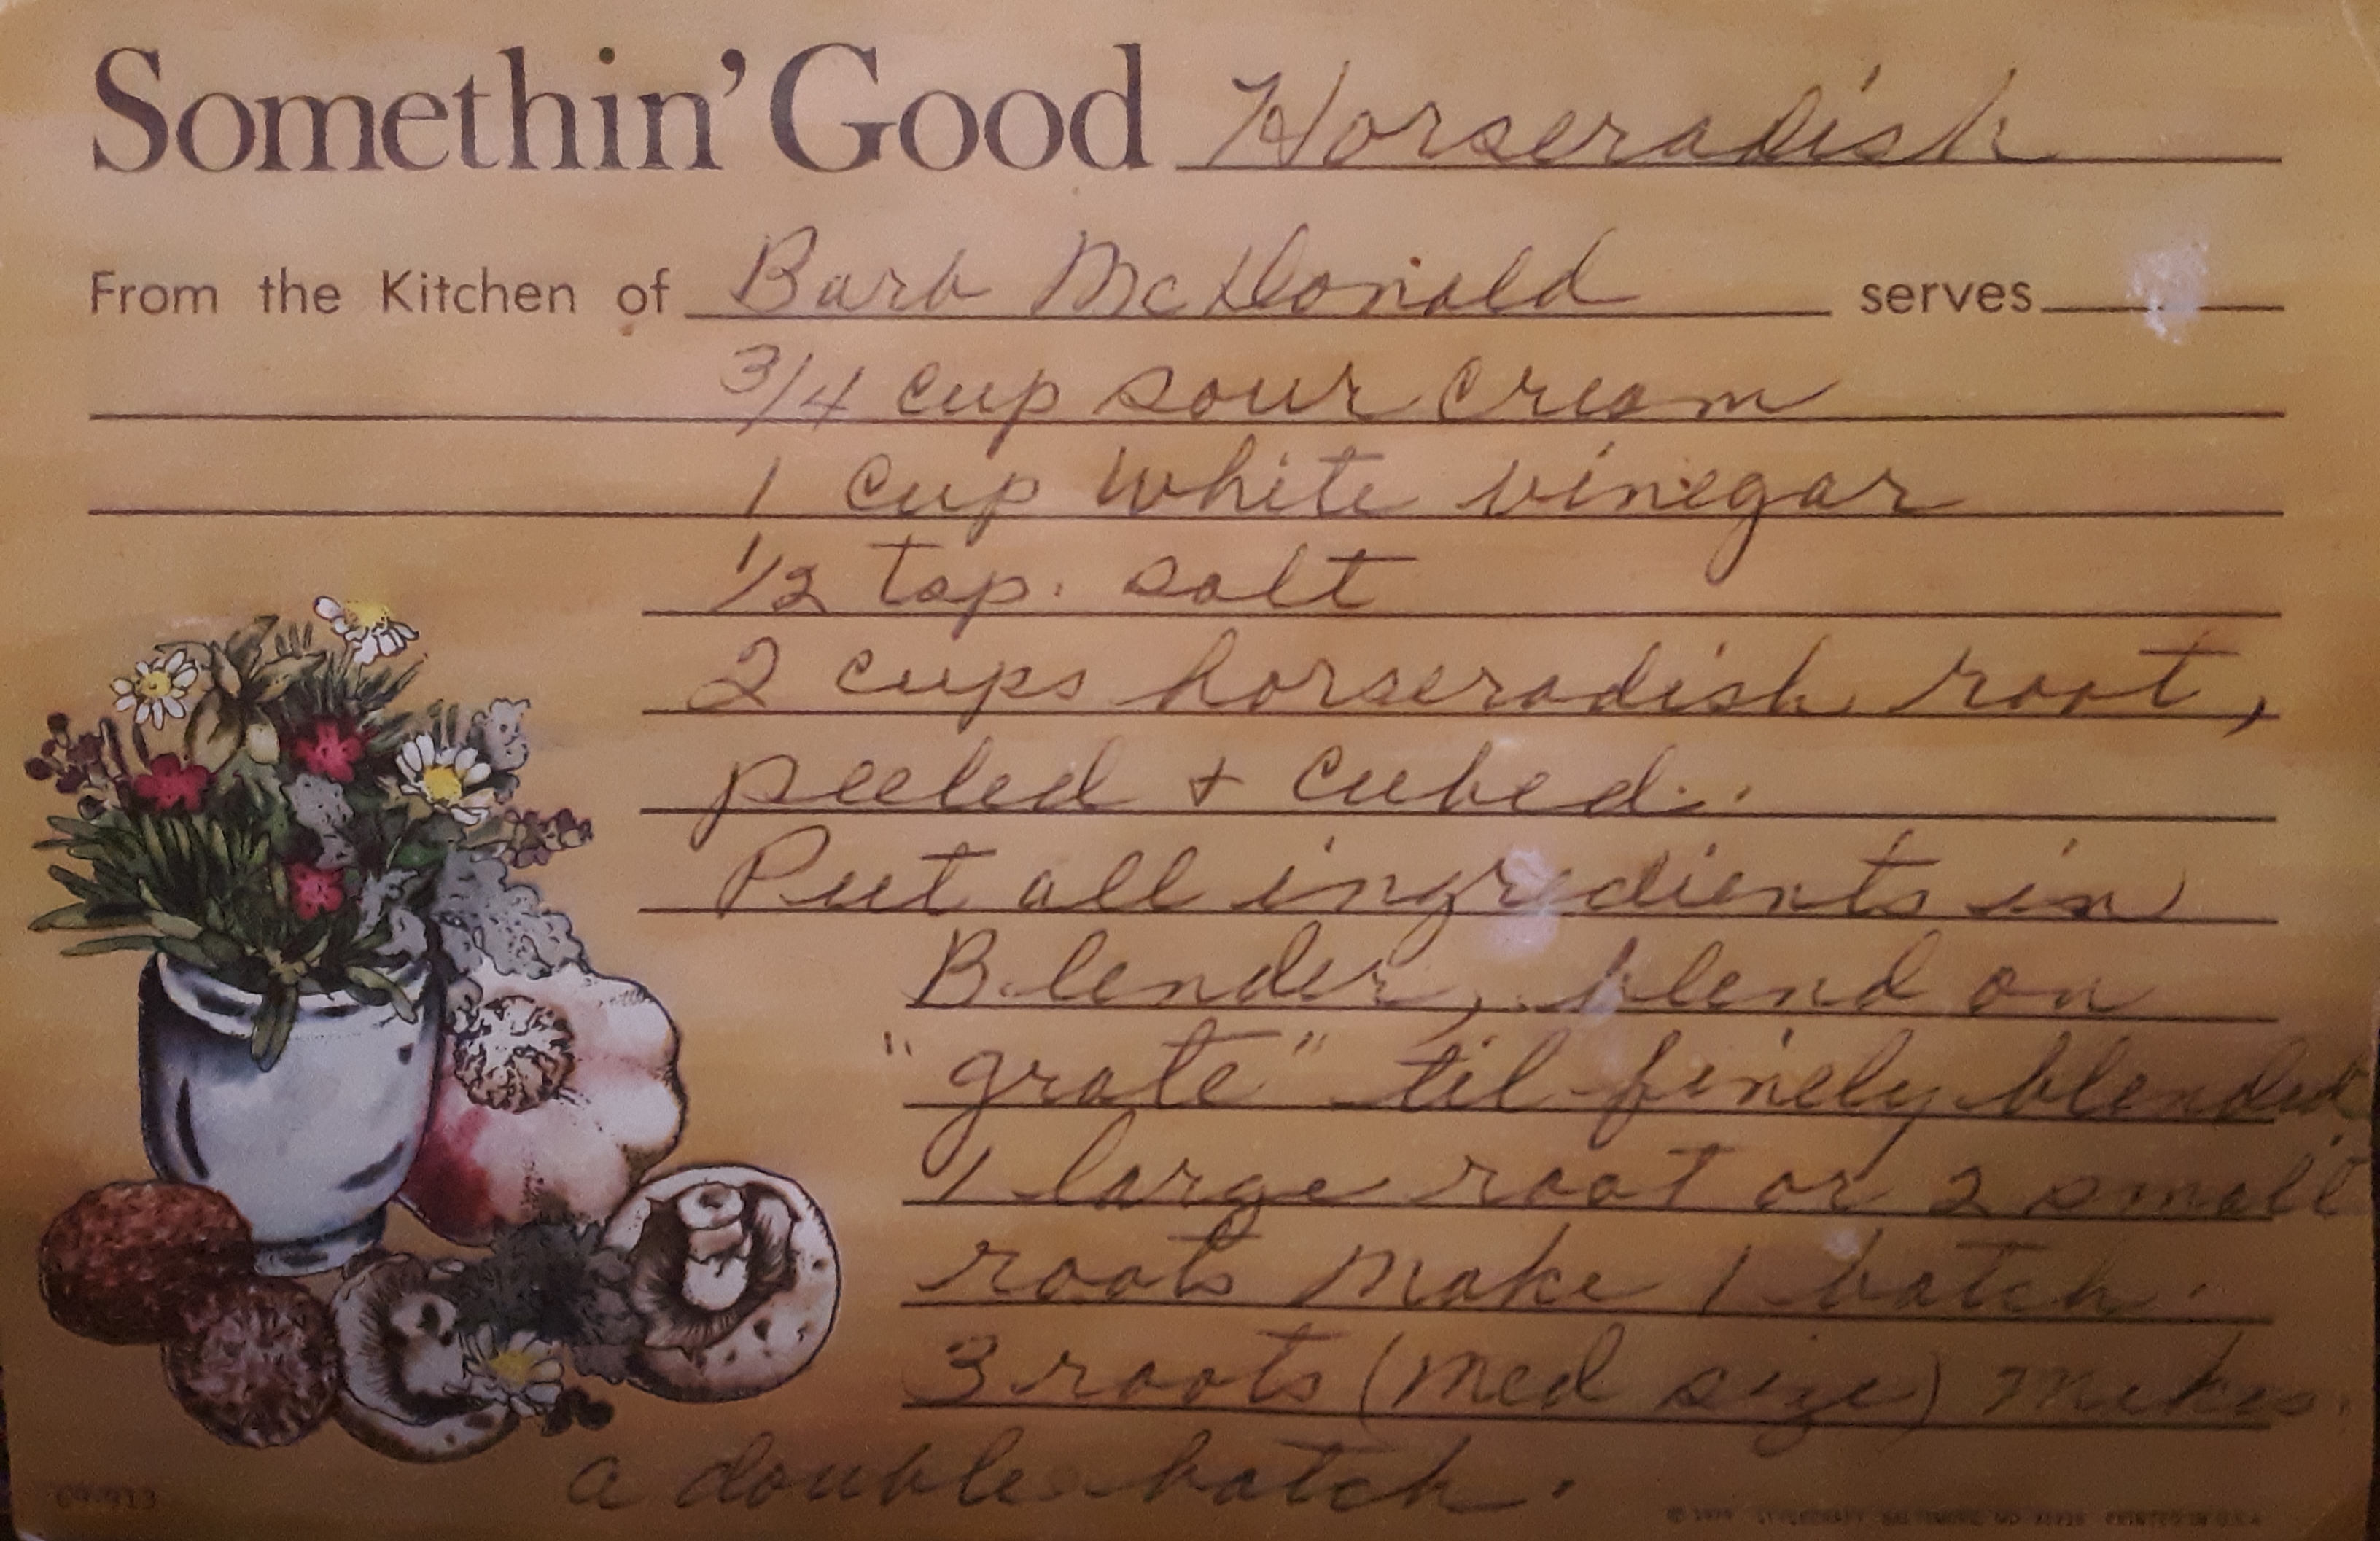 Somethin' Good Horseradish
From the Kitchen of Barb McDonald serves
3/4 cup sour cream
1 cup white vinegar
1/2 tsp. salt
2 cups horseradish root,
peeled + cubed.
Put all ingredients in
Blender, blend on
"grate" til finely blended
1 large root or 2 small
roots make 1 batch.
3 roots (med size) makes
a double batch.
PRINTED IN U.S.A.